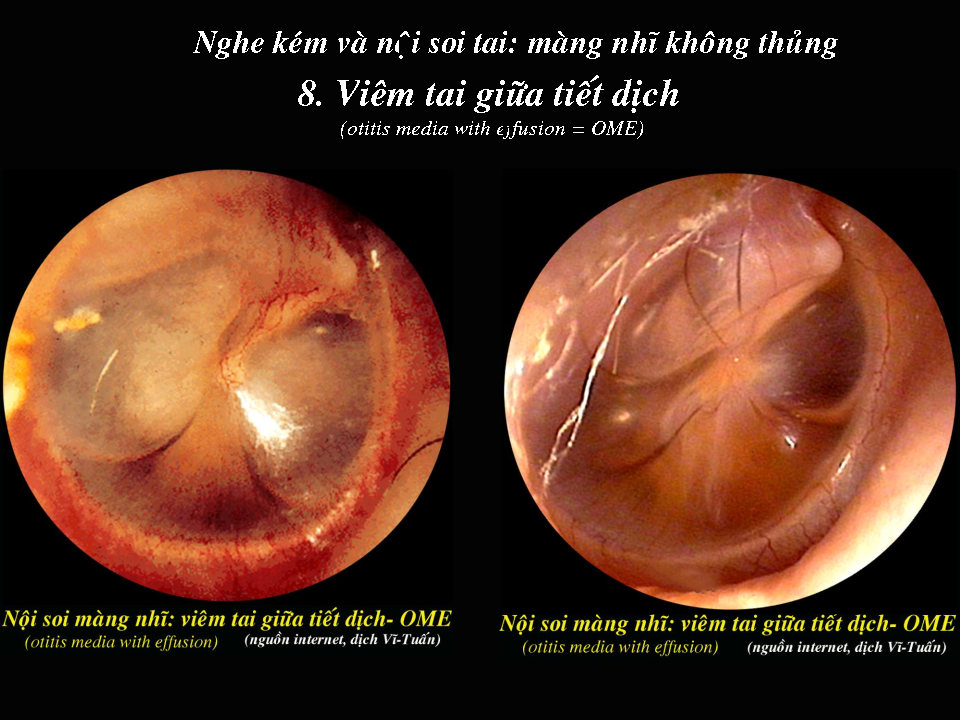 Nghe kém và nội soi tai: màng nhĩ không thủng
8. Viêm tai giữa tiết dịch
(otitis media with effusion = OME)
Nội soi màng nhĩ: viêm tai giữa tiết dịch- OME
(otitis media with effusion) (nguồn internet, dịch Vĩ-Tuấn)
Nội soi màng nhĩ: viêm tai giữa tiết dịch- OME
(otitis media with effusion) (nguồn internet, dịch Vĩ-Tuấn)